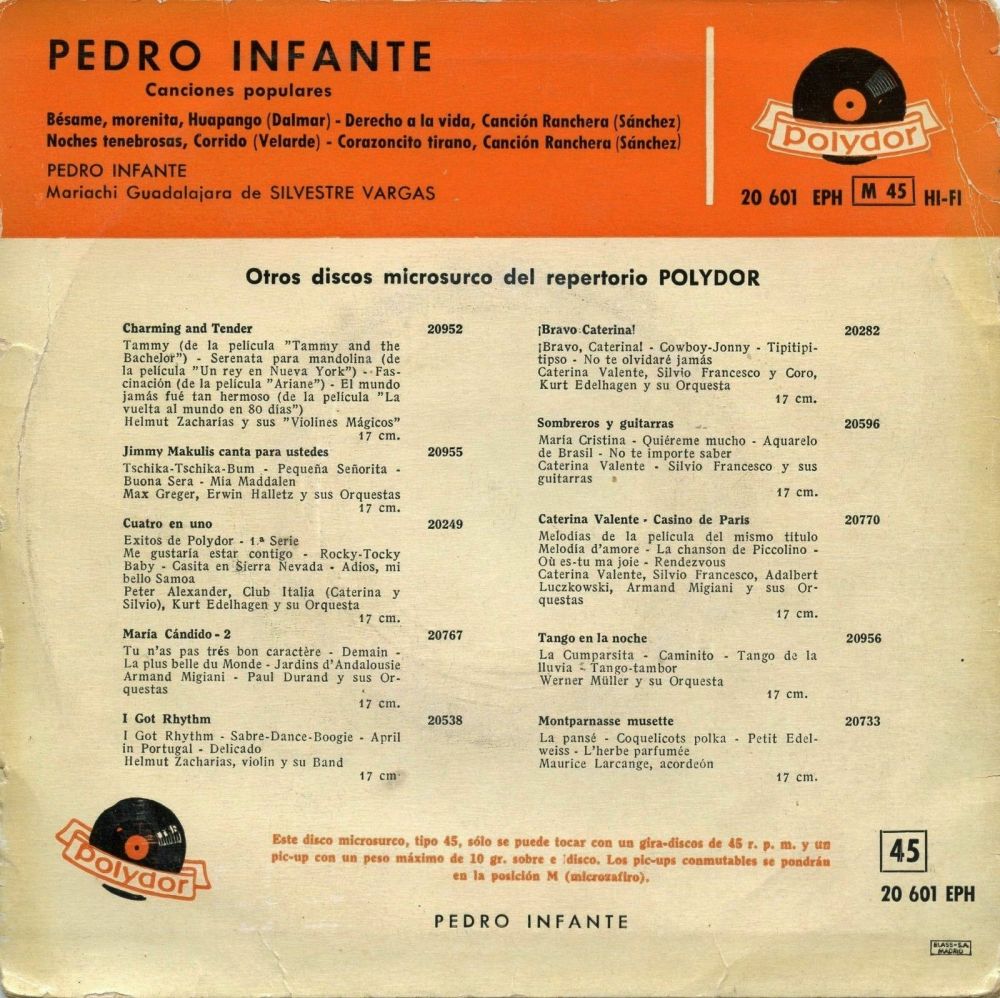 PEDRO INFANTE
Canciones populares
Bésame, morenita, Huapango (Dalmar) - Derecho a la vida, Canción Ranchera (Sánchez)
Noches tenebrosas, Corrido (Velarde) - Corazoncito tirano, Canción Ranchera (Sánchez)
PEDRO INFANTE
Mariachi Guadalajara de SILVESTRE VARGAS
polydor
20 601 EPH M 45 HI-FI
Otros discos microsurco del repertorio POLYDOR
Charming and Tender 20952
Tammy (de la película "Tammy and the
Bachelor") - Serenata para mandolina (de
la película "Un rey en Nueva York") - Fas-
cinación (de la película "Ariane") - El mundo
jamás fué tan hermoso (de la película "La
vuelta al mundo en 80 días")
Helmut Zacharías y sus "Violines Mágicos"
17 cm.
Jimmy Makulis canta para ustedes 20955
Tschika-Tschika-Bum - Pequeña Señorita -
Buona Sera - Mía Maddalen
Max Greger, Erwin Halletz y sus Orquestas
17 cm.
Cuatro en uno 20249
Exitos de Polydor - 1.ª Serie
Me gustaría estar contigo - Rocky-Tocky
Baby - Casita en Sierra Nevada - Adios, mi
bello Samoa
Peter Alexander, Club Italia (Caterina y
Silvio), Kurt Edelhagen y su Orquesta
17 cm.
María Cándido - 2 20767
Tu n'as pas trés bon caractère - Demain -
La plus belle du Monde - Jardins d'Andalousie
Armand Migiani - Paul Durand y sus Or-
questas
17 cm.
I Got Rhythm 20538
I Got Rhythm - Sabre-Dance-Boogie - April
in Portugal - Delicado
Helmut Zacharías, violín y su Band
17 cm
¡Bravo Caterina! 20282
¡Bravo, Caterina! - Cowboy-Jonny - Tipitipi-
tipso - No te olvidaré jamás
Caterina Valente, Silvio Francesco y Coro,
Kurt Edelhagen y su Orquesta
17 cm.
Sombreros y guitarras 20596
María Cristina - Quiéreme mucho - Aquarelo
de Brasil - No te importe saber
Caterina Valente - Silvio Francesco y sus
guitarras
17 cm.
Caterina Valente - Casino de París 20770
Melodías de la película del mismo título
Melodía d'amore - La chanson de Piccolino -
Où es-tu ma joie - Rendezvous
Caterina Valente, Silvio Francesco, Adalbert
Luczkowski, Armand Migiani y sus Or-
questas
17 cm.
Tango en la noche 20956
La Cumparsita - Caminito - Tango de la
lluvia - Tango-tambor
Werner Müller y su Orquesta
17 cm.
Montparnasse musette 20733
La pansé - Coquelicots polka - Petit Edel-
weiss - L'herbe parfumée
Maurice Larcange, acordeón
17 cm.
polydor
Este disco microsurco, tipo 45, sólo se puede tocar con un gira-discos de 45 r. p. m. y un
pic-up con un peso máximo de 10 gr. sobre e disco. Los pic-ups conmutables se pondrán
en la posición M (microzafiro).
45
20 601 EPH
PEDRO INFANTE
BLASS-S.A.
MADRID